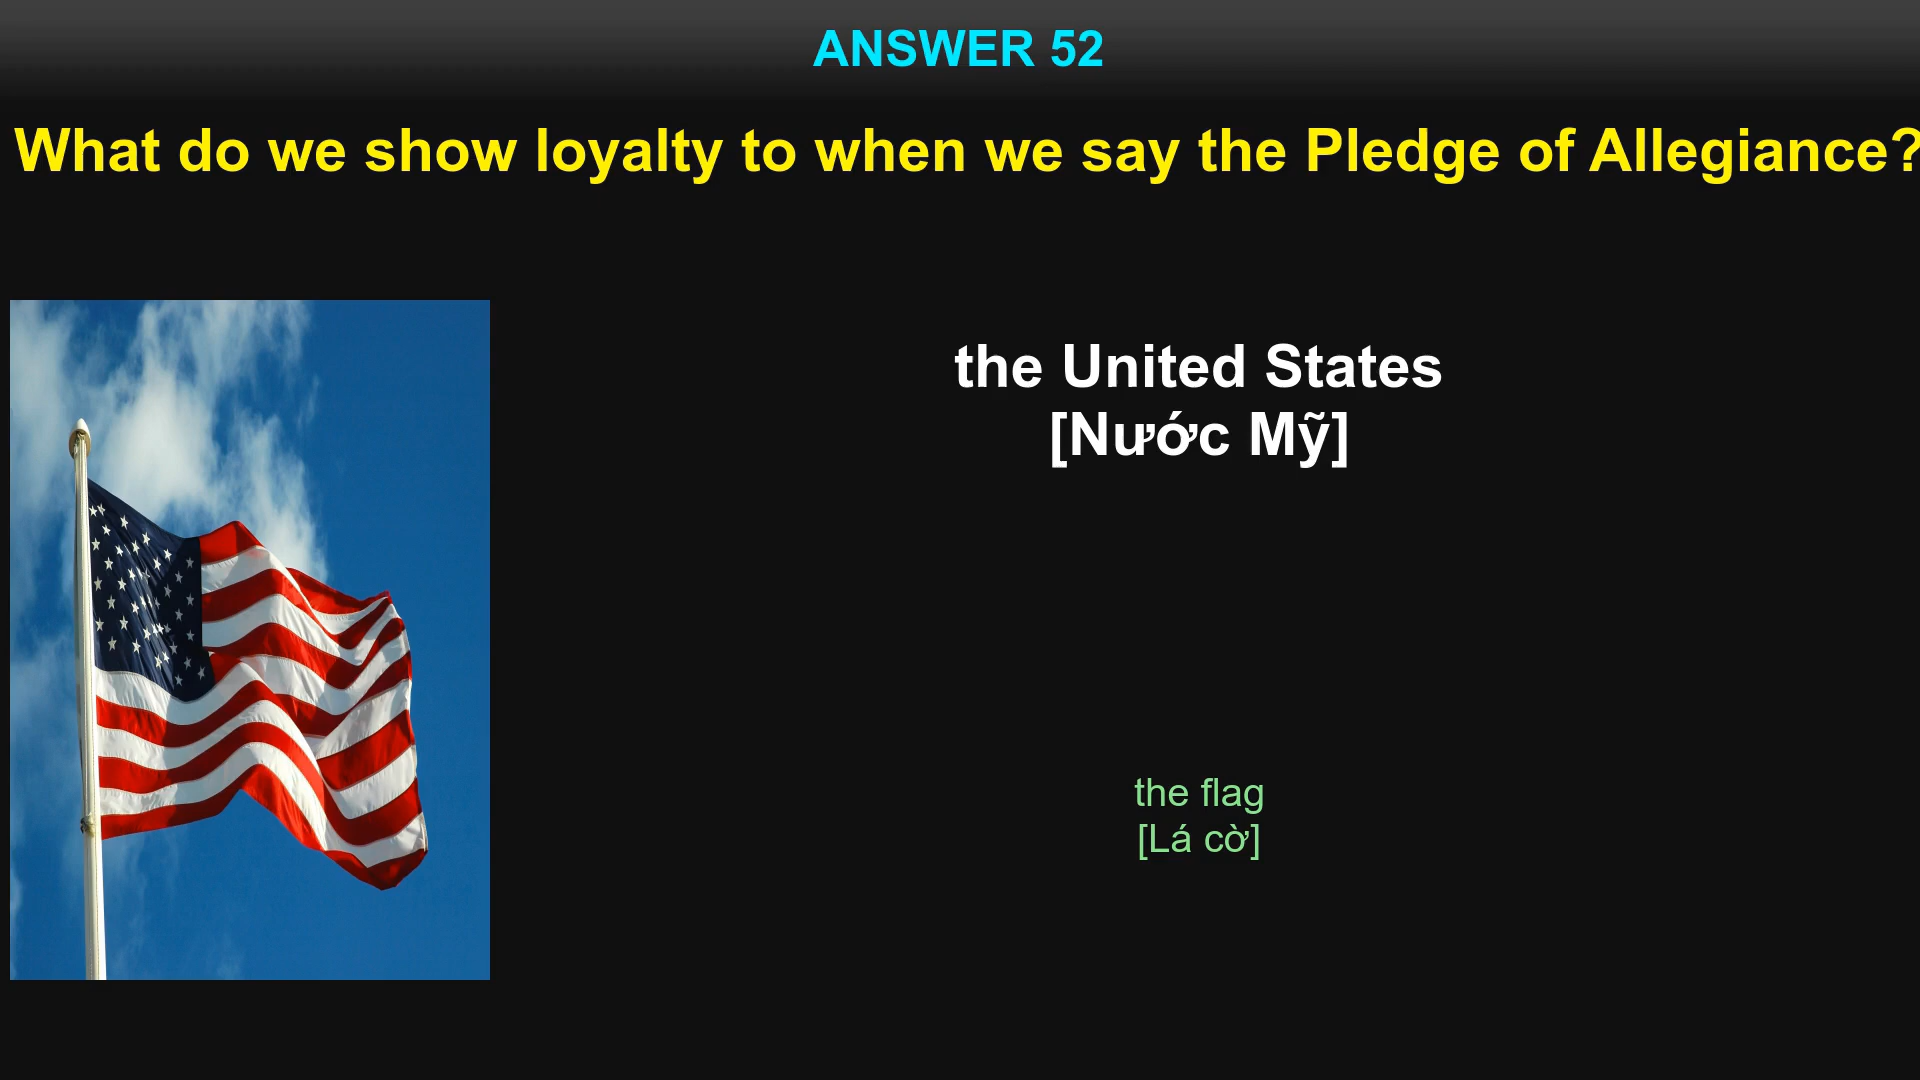 ANSWER 52
What do we show loyalty to when we say the Pledge of Allegiance?
the United States
[Nước Mỹ]
the flag
[Lá cờ]